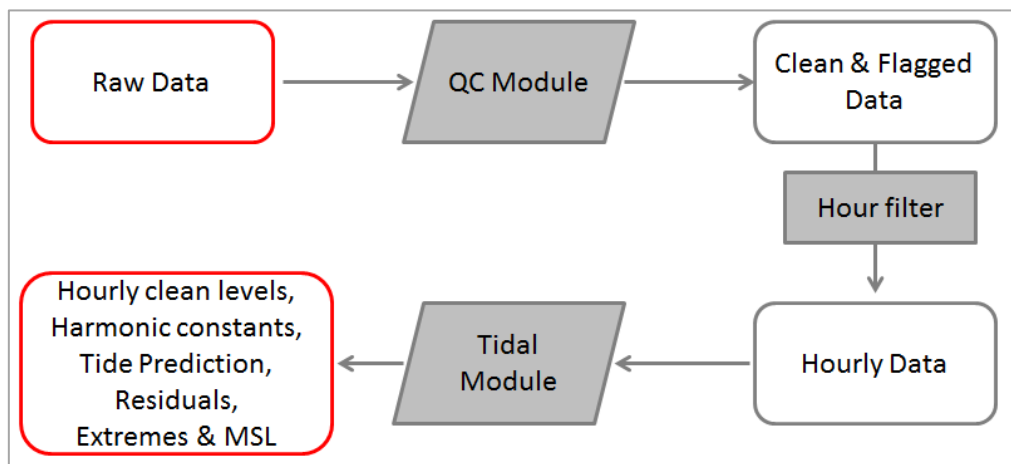 Raw Data
QC Module
Clean & Flagged
Data
Hour filter
Hourly Data
Tidal
Module
Hourly clean levels,
Harmonic constants,
Tide Prediction,
Residuals,
Extremes & MSL